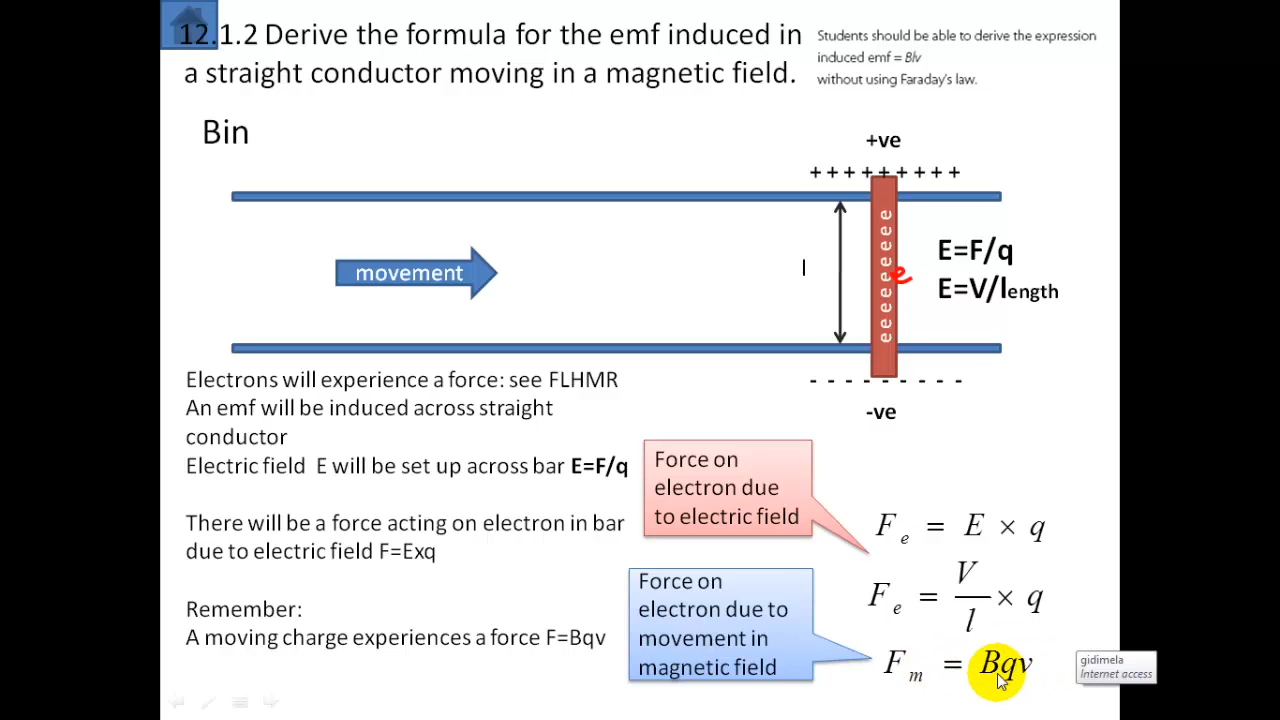 12.1.2 Derive the formula for the emf induced in
a straight conductor moving in a magnetic field.
Students should be able to derive the expression
induced emf = Blv
without using Faraday's law.
Bin
+ve
+ + + + + + + + +
movement
l
e e e e e e e e e
e
E=F/q
E=V/length
- - - - - - - - -
-ve
Electrons will experience a force: see FLHMR
An emf will be induced across straight
conductor
Electric field E will be set up across bar E=F/q
There will be a force acting on electron in bar
due to electric field F=Exq
Remember:
A moving charge experiences a force F=Bqv
Force on
electron due
to electric field
Force on
electron due to
movement in
magnetic field
F e = E × q
F e = V/l × q
F m = Bqv
gidimela
Internet access